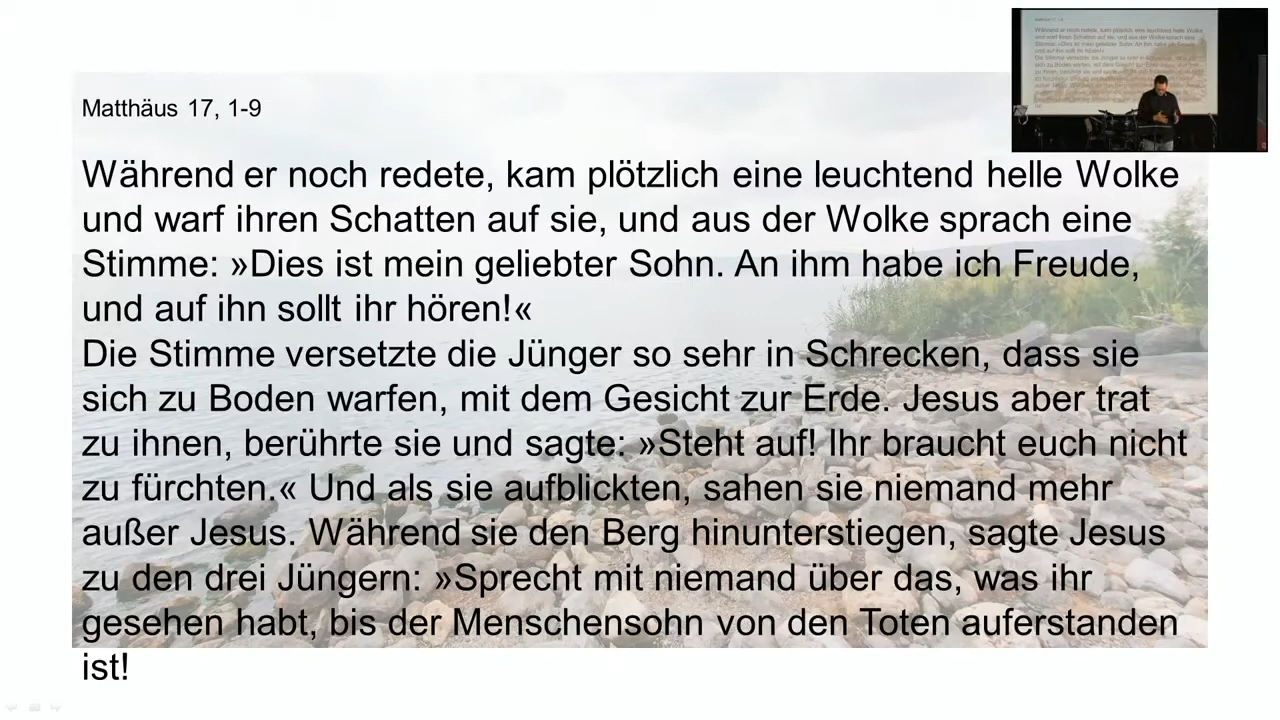 Matthäus 17, 1-9
Während er noch redete, kam plötzlich eine leuchtend helle Wolke
und warf ihren Schatten auf sie, und aus der Wolke sprach eine
Stimme: »Dies ist mein geliebter Sohn. An ihm habe ich Freude,
und auf ihn sollt ihr hören!«
Die Stimme versetzte die Jünger so sehr in Schrecken, dass sie
sich zu Boden warfen, mit dem Gesicht zur Erde. Jesus aber trat
zu ihnen, berührte sie und sagte: »Steht auf! Ihr braucht euch nicht
zu fürchten.« Und als sie aufblickten, sahen sie niemand mehr
außer Jesus. Während sie den Berg hinunterstiegen, sagte Jesus
zu den drei Jüngern: »Sprecht mit niemand über das, was ihr
gesehen habt, bis der Menschensohn von den Toten auferstanden
ist!